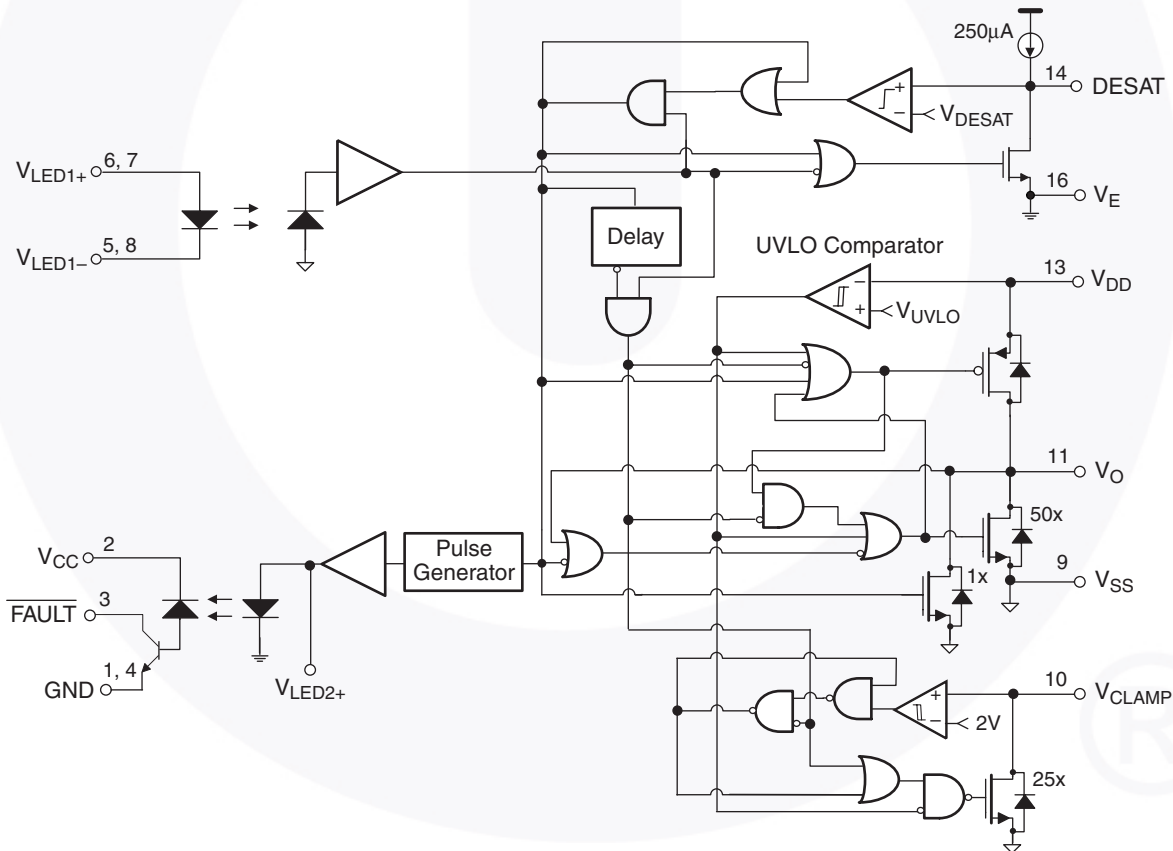 250μA
14 DESAT
+
−
V_DESAT
6, 7
V_LED1+
16 V_E
Delay
5, 8
V_LED1−
UVLO Comparator
13 V_DD
−
+
V_UVLO
11 V_O
50x
2
V_CC
Pulse
Generator
1x
9 V_SS
3
FAULT
1, 4
GND
V_LED2+
10 V_CLAMP
+
−
2V
25x
®